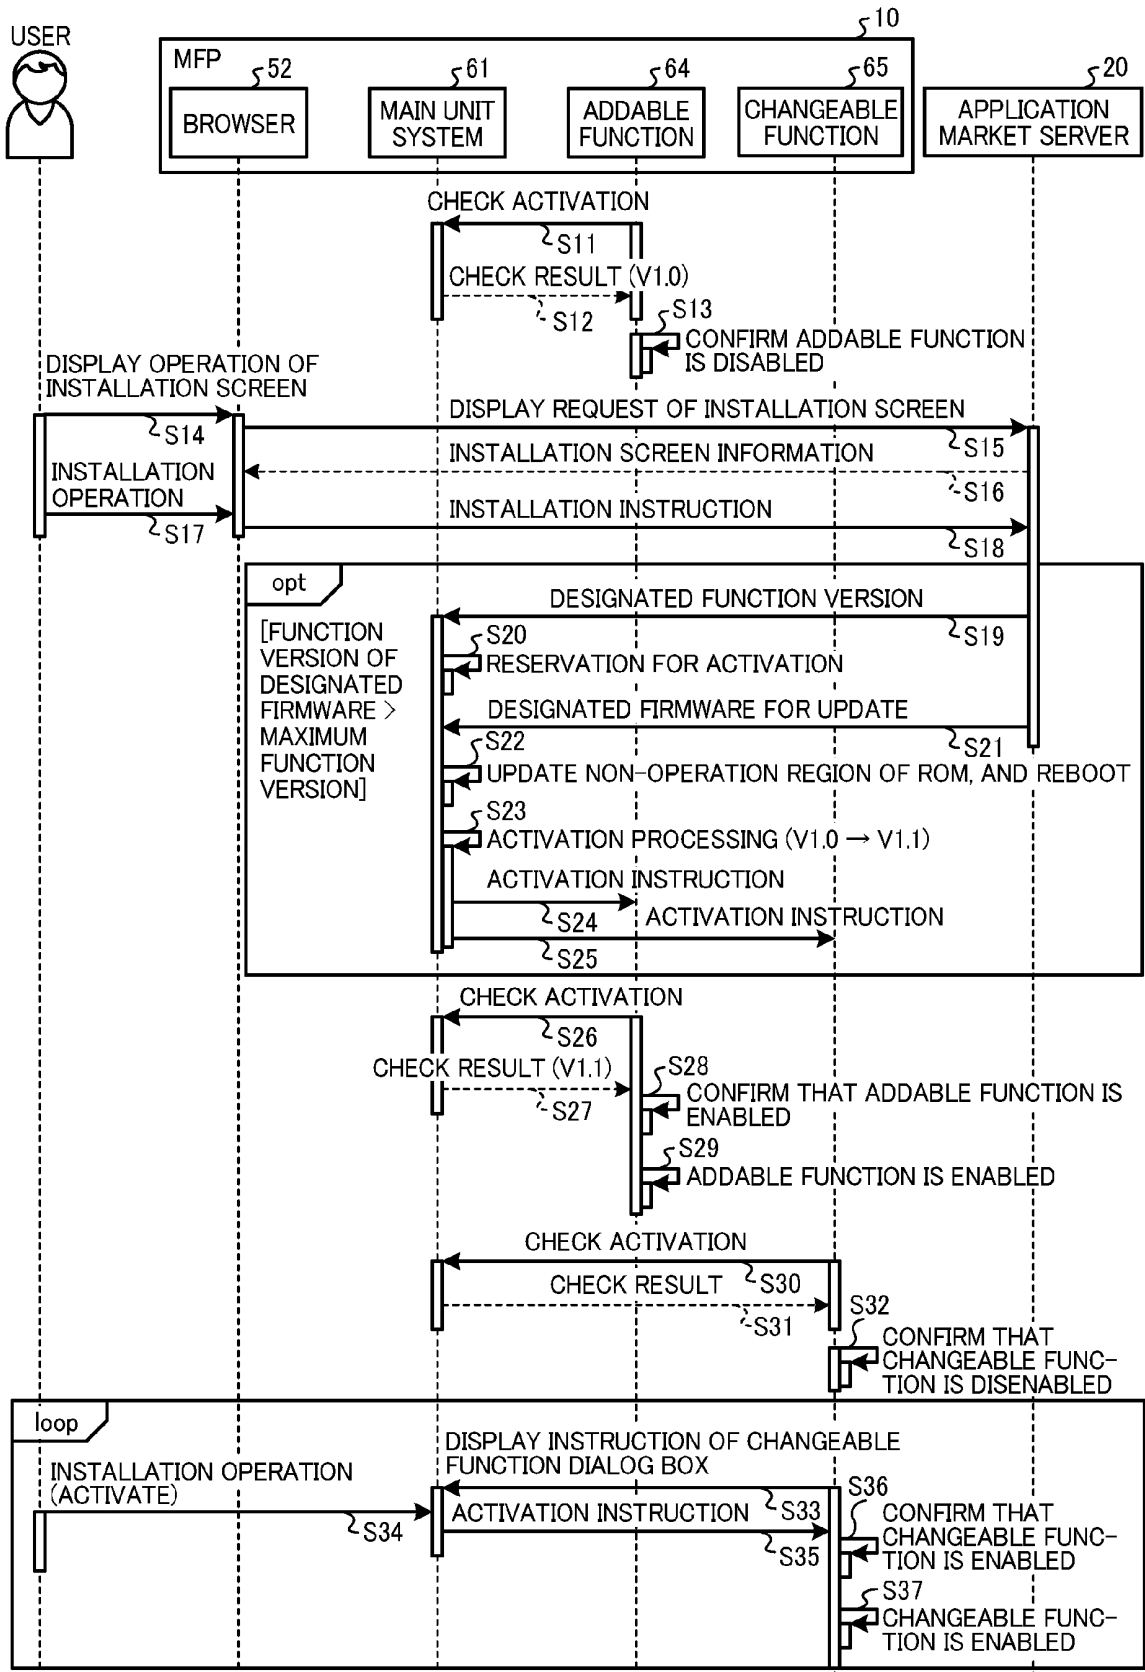 10
USER
MFP
52
61
64
65
20
BROWSER
MAIN UNIT
SYSTEM
ADDABLE
FUNCTION
CHANGEABLE
FUNCTION
APPLICATION
MARKET SERVER
CHECK ACTIVATION
S11
CHECK RESULT (V1.0)
S12
S13
CONFIRM ADDABLE FUNCTION
IS DISABLED
DISPLAY OPERATION OF
INSTALLATION SCREEN
S14
DISPLAY REQUEST OF INSTALLATION SCREEN
S15
INSTALLATION SCREEN INFORMATION
S16
INSTALLATION
OPERATION
S17
INSTALLATION INSTRUCTION
S18
opt
[FUNCTION
VERSION OF
DESIGNATED
FIRMWARE >
MAXIMUM
FUNCTION
VERSION]
DESIGNATED FUNCTION VERSION
S19
S20
RESERVATION FOR ACTIVATION
DESIGNATED FIRMWARE FOR UPDATE
S21
S22
UPDATE NON-OPERATION REGION OF ROM, AND REBOOT
S23
ACTIVATION PROCESSING (V1.0 → V1.1)
ACTIVATION INSTRUCTION
S24
ACTIVATION INSTRUCTION
S25
CHECK ACTIVATION
S26
CHECK RESULT (V1.1)
S27
S28
CONFIRM THAT ADDABLE FUNCTION IS
ENABLED
S29
ADDABLE FUNCTION IS ENABLED
CHECK ACTIVATION
S30
CHECK RESULT
S31
S32
CONFIRM THAT
CHANGEABLE FUNC-
TION IS DISENABLED
loop
DISPLAY INSTRUCTION OF CHANGEABLE
FUNCTION DIALOG BOX
S33
INSTALLATION OPERATION
(ACTIVATE)
S34
ACTIVATION INSTRUCTION
S35
S36
CONFIRM THAT
CHANGEABLE FUNC-
TION IS ENABLED
S37
CHANGEABLE FUNC-
TION IS ENABLED